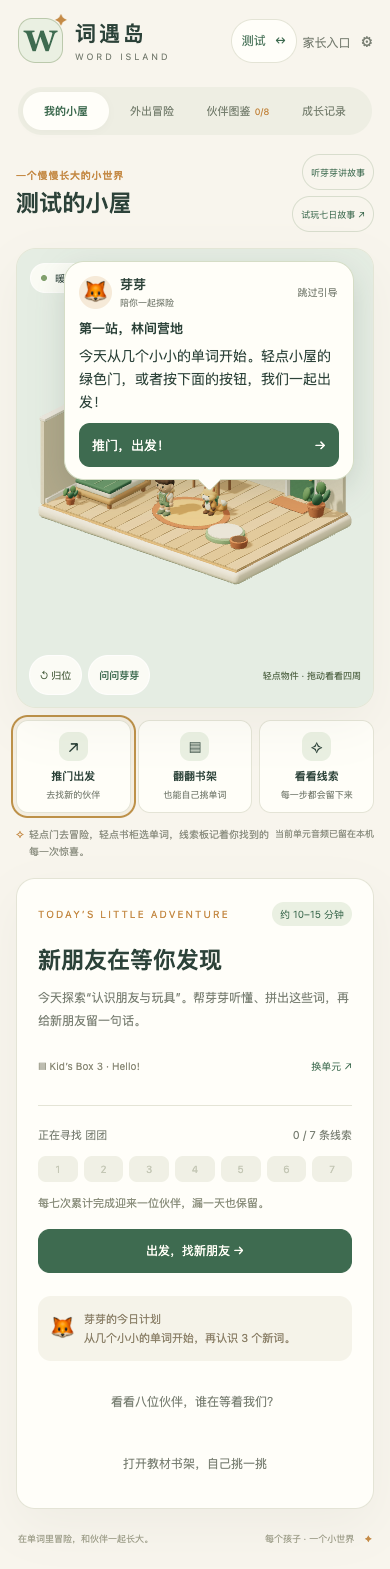 W
词遇岛
WORD ISLAND
测试 ↔
家长入口 ⚙
我的小屋
外出冒险
伙伴图鉴 0/8
成长记录
一个慢慢长大的小世界
测试的小屋
听芽芽讲故事
试玩七日故事 ↗
暖
芽芽
陪你一起探险
跳过引导
第一站，林间营地
今天从几个小小的单词开始。轻点小屋的
绿色门，或者按下面的按钮，我们一起出
发！
推门，出发！ →
↺ 归位
问问芽芽
轻点物件 · 拖动看看四周
推门出发
去找新的伙伴
翻翻书架
也能自己挑单词
看看线索
每一步都会留下来
轻点门去冒险，轻点书柜选单词，线索板记着你找到的
每一次惊喜。
当前单元音频已留在本机
TODAY'S LITTLE ADVENTURE
约 10–15 分钟
新朋友在等你发现
今天探索“认识朋友与玩具”。帮芽芽听懂、拼出这些词，再
给新朋友留一句话。
Kid's Box 3 · Hello!
换单元 ↗
正在寻找 团团
0 / 7 条线索
1 2 3 4 5 6 7
每七次累计完成迎来一位伙伴，漏一天也保留。
出发，找新朋友 →
芽芽的今日计划
从几个小小的单词开始，再认识 3 个新词。
看看八位伙伴，谁在等着我们？
打开教材书架，自己挑一挑
在单词里冒险，和伙伴一起长大。
每个孩子 · 一个小世界